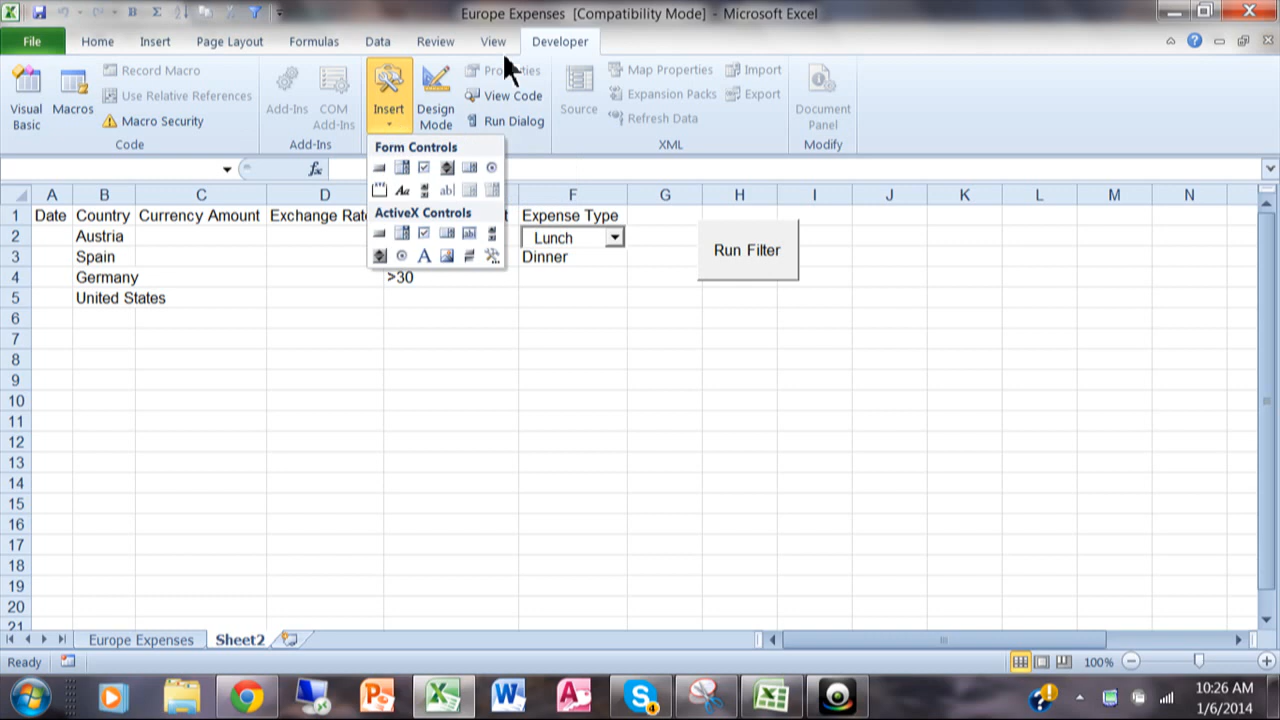 Europe Expenses [Compatibility Mode] - Microsoft Excel
File Home Insert Page Layout Formulas Data Review View Developer
Visual Basic
Macros
Record Macro
Use Relative References
Macro Security
Code
Add-Ins
COM Add-Ins
Add-Ins
Insert
Design Mode
Properties
View Code
Run Dialog
Source
Map Properties
Expansion Packs
Refresh Data
Import
Export
XML
Document Panel
Modify
Form Controls
ActiveX Controls
fx
A B C D F G H I J K L M N
1 Date Country Currency Amount Exchange Rat Expense Type
2 Austria Lunch
3 Spain Dinner
4 Germany >30
5 United States
Run Filter
6
7
8
9
10
11
12
13
14
15
16
17
18
19
20
21
Europe Expenses Sheet2
Ready 100%
10:26 AM
1/6/2014